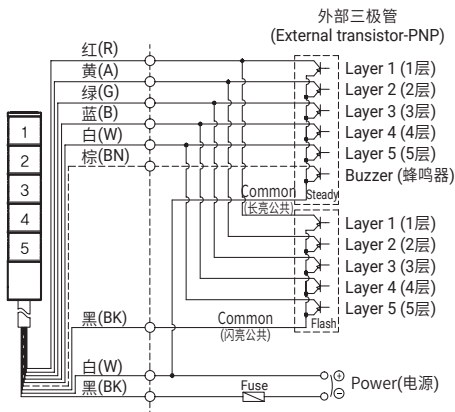 外部三极管
(External transistor-PNP)
红(R)
黄(A)
绿(G)
蓝(B)
白(W)
棕(BN)
Layer 1 (1层)
Layer 2 (2层)
Layer 3 (3层)
Layer 4 (4层)
Layer 5 (5层)
Buzzer (蜂鸣器)
Common
(长亮公共)
Steady
1
2
3
4
5
Layer 1 (1层)
Layer 2 (2层)
Layer 3 (3层)
Layer 4 (4层)
Layer 5 (5层)
黑(BK)
Common
(闪亮公共)
Flash
白(W)
黑(BK)
Fuse
⊕
⊖
Power(电源)